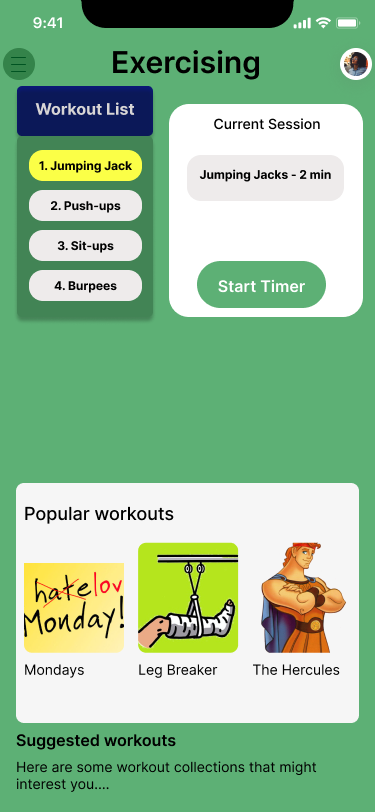 9:41
Exercising
Workout List
1. Jumping Jack
2. Push-ups
3. Sit-ups
4. Burpees
Current Session
Jumping Jacks - 2 min
Start Timer
Popular workouts
hate lov
Monday!
Mondays
Leg Breaker
The Hercules
Suggested workouts
Here are some workout collections that might
interest you....